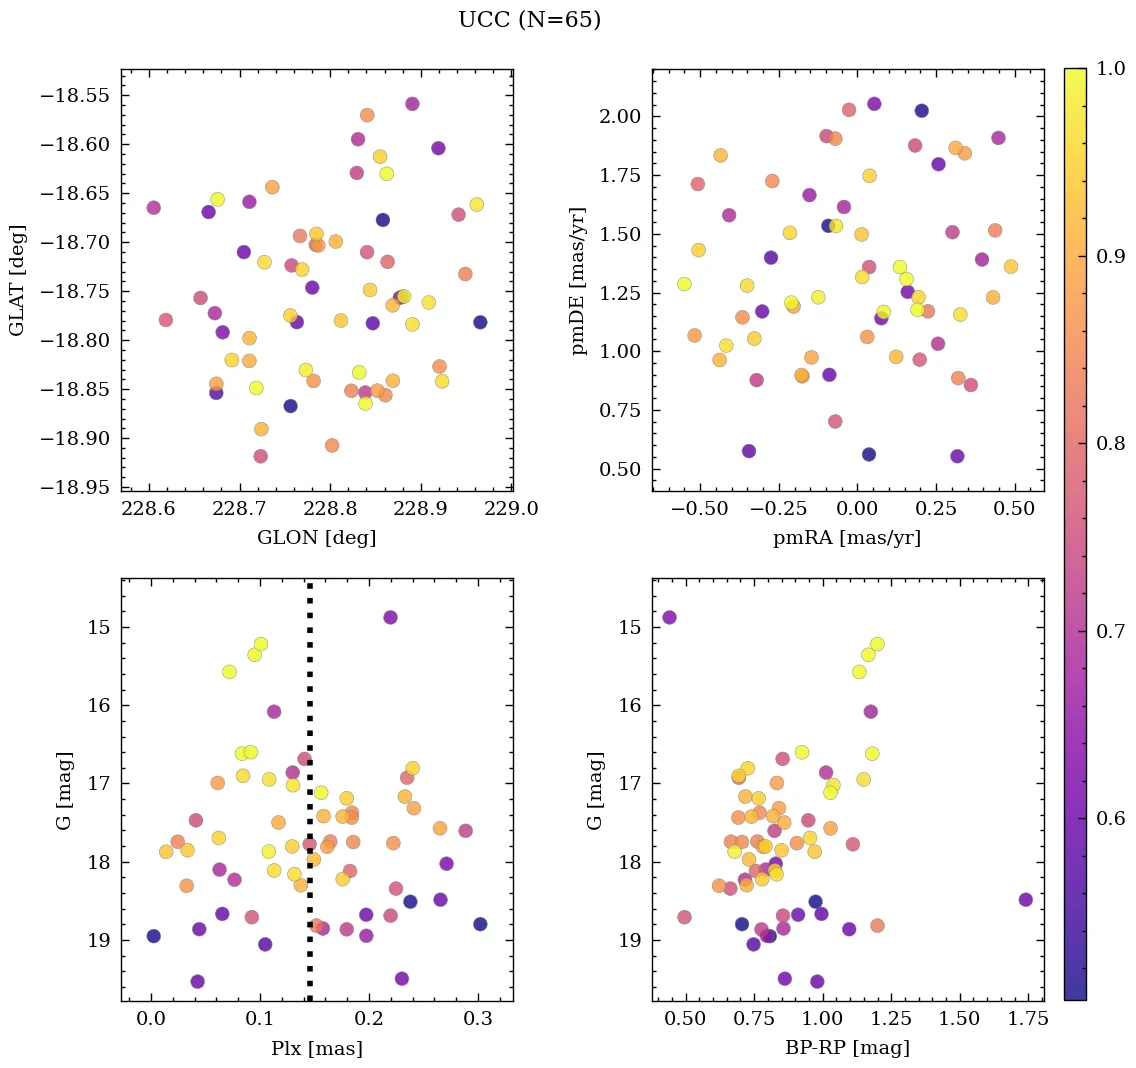 UCC (N=65)
−18.55
−18.60
−18.65
−18.70
−18.75
−18.80
−18.85
−18.90
−18.95
GLAT [deg]
228.6 228.7 228.8 228.9 229.0
GLON [deg]
2.00
1.75
1.50
1.25
1.00
0.75
0.50
pmDE [mas/yr]
−0.50 −0.25 0.00 0.25 0.50
pmRA [mas/yr]
1.0
0.9
0.8
0.7
0.6
15
16
17
18
19
G [mag]
0.0 0.1 0.2 0.3
Plx [mas]
15
16
17
18
19
G [mag]
0.50 0.75 1.00 1.25 1.50 1.75
BP-RP [mag]